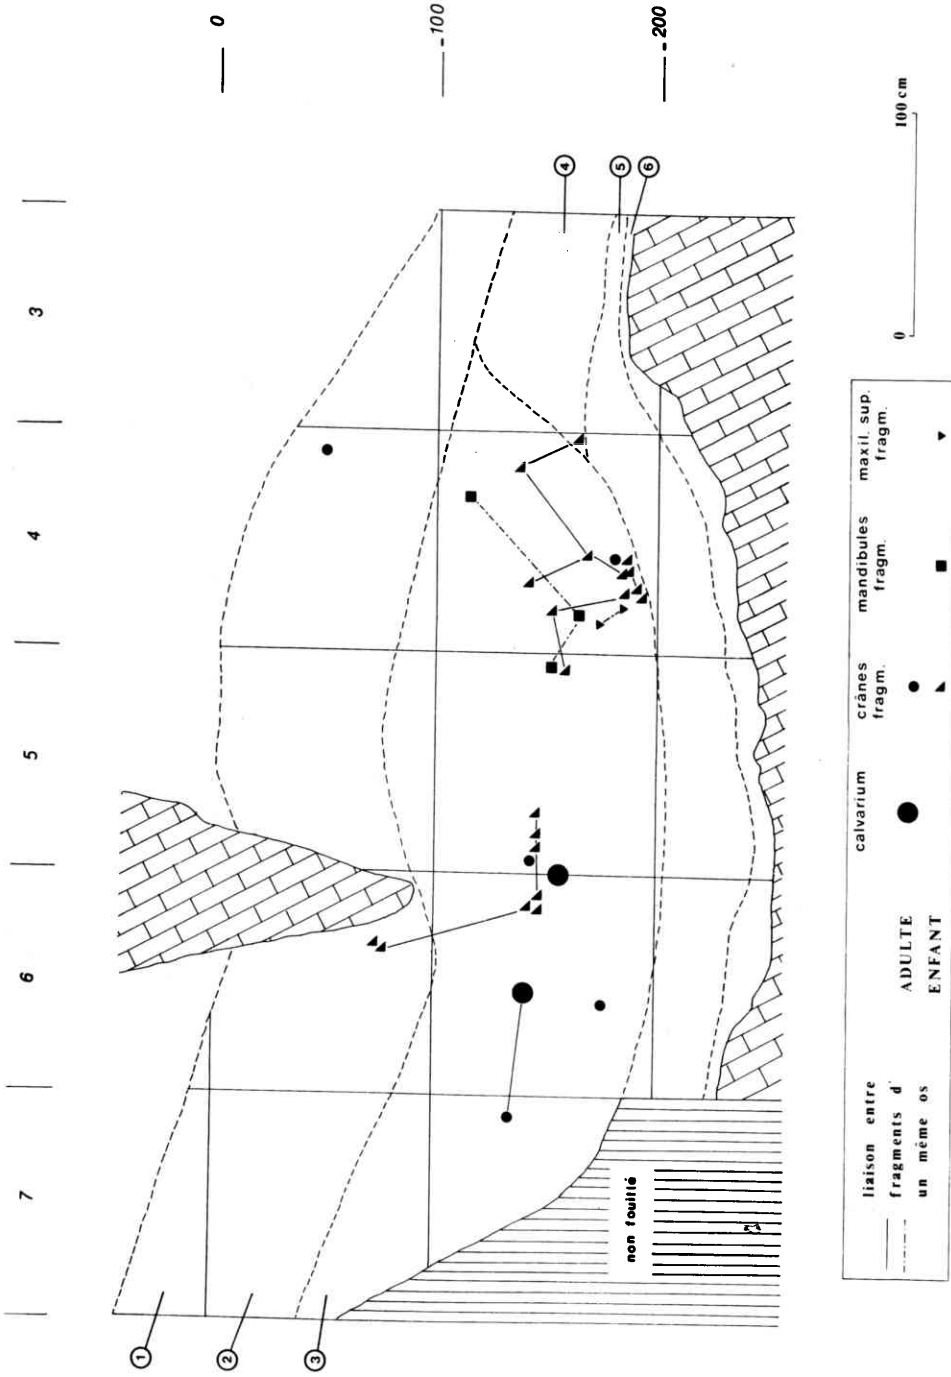 7
6
5
4
3
0
-100
-200
1
2
3
4
5
6
non fouillé
0
100 cm
liaison entre
fragments d'
un même os
ADULTE
ENFANT
calvarium
crânes
fragm.
mandibules
fragm.
maxil. sup.
fragm.